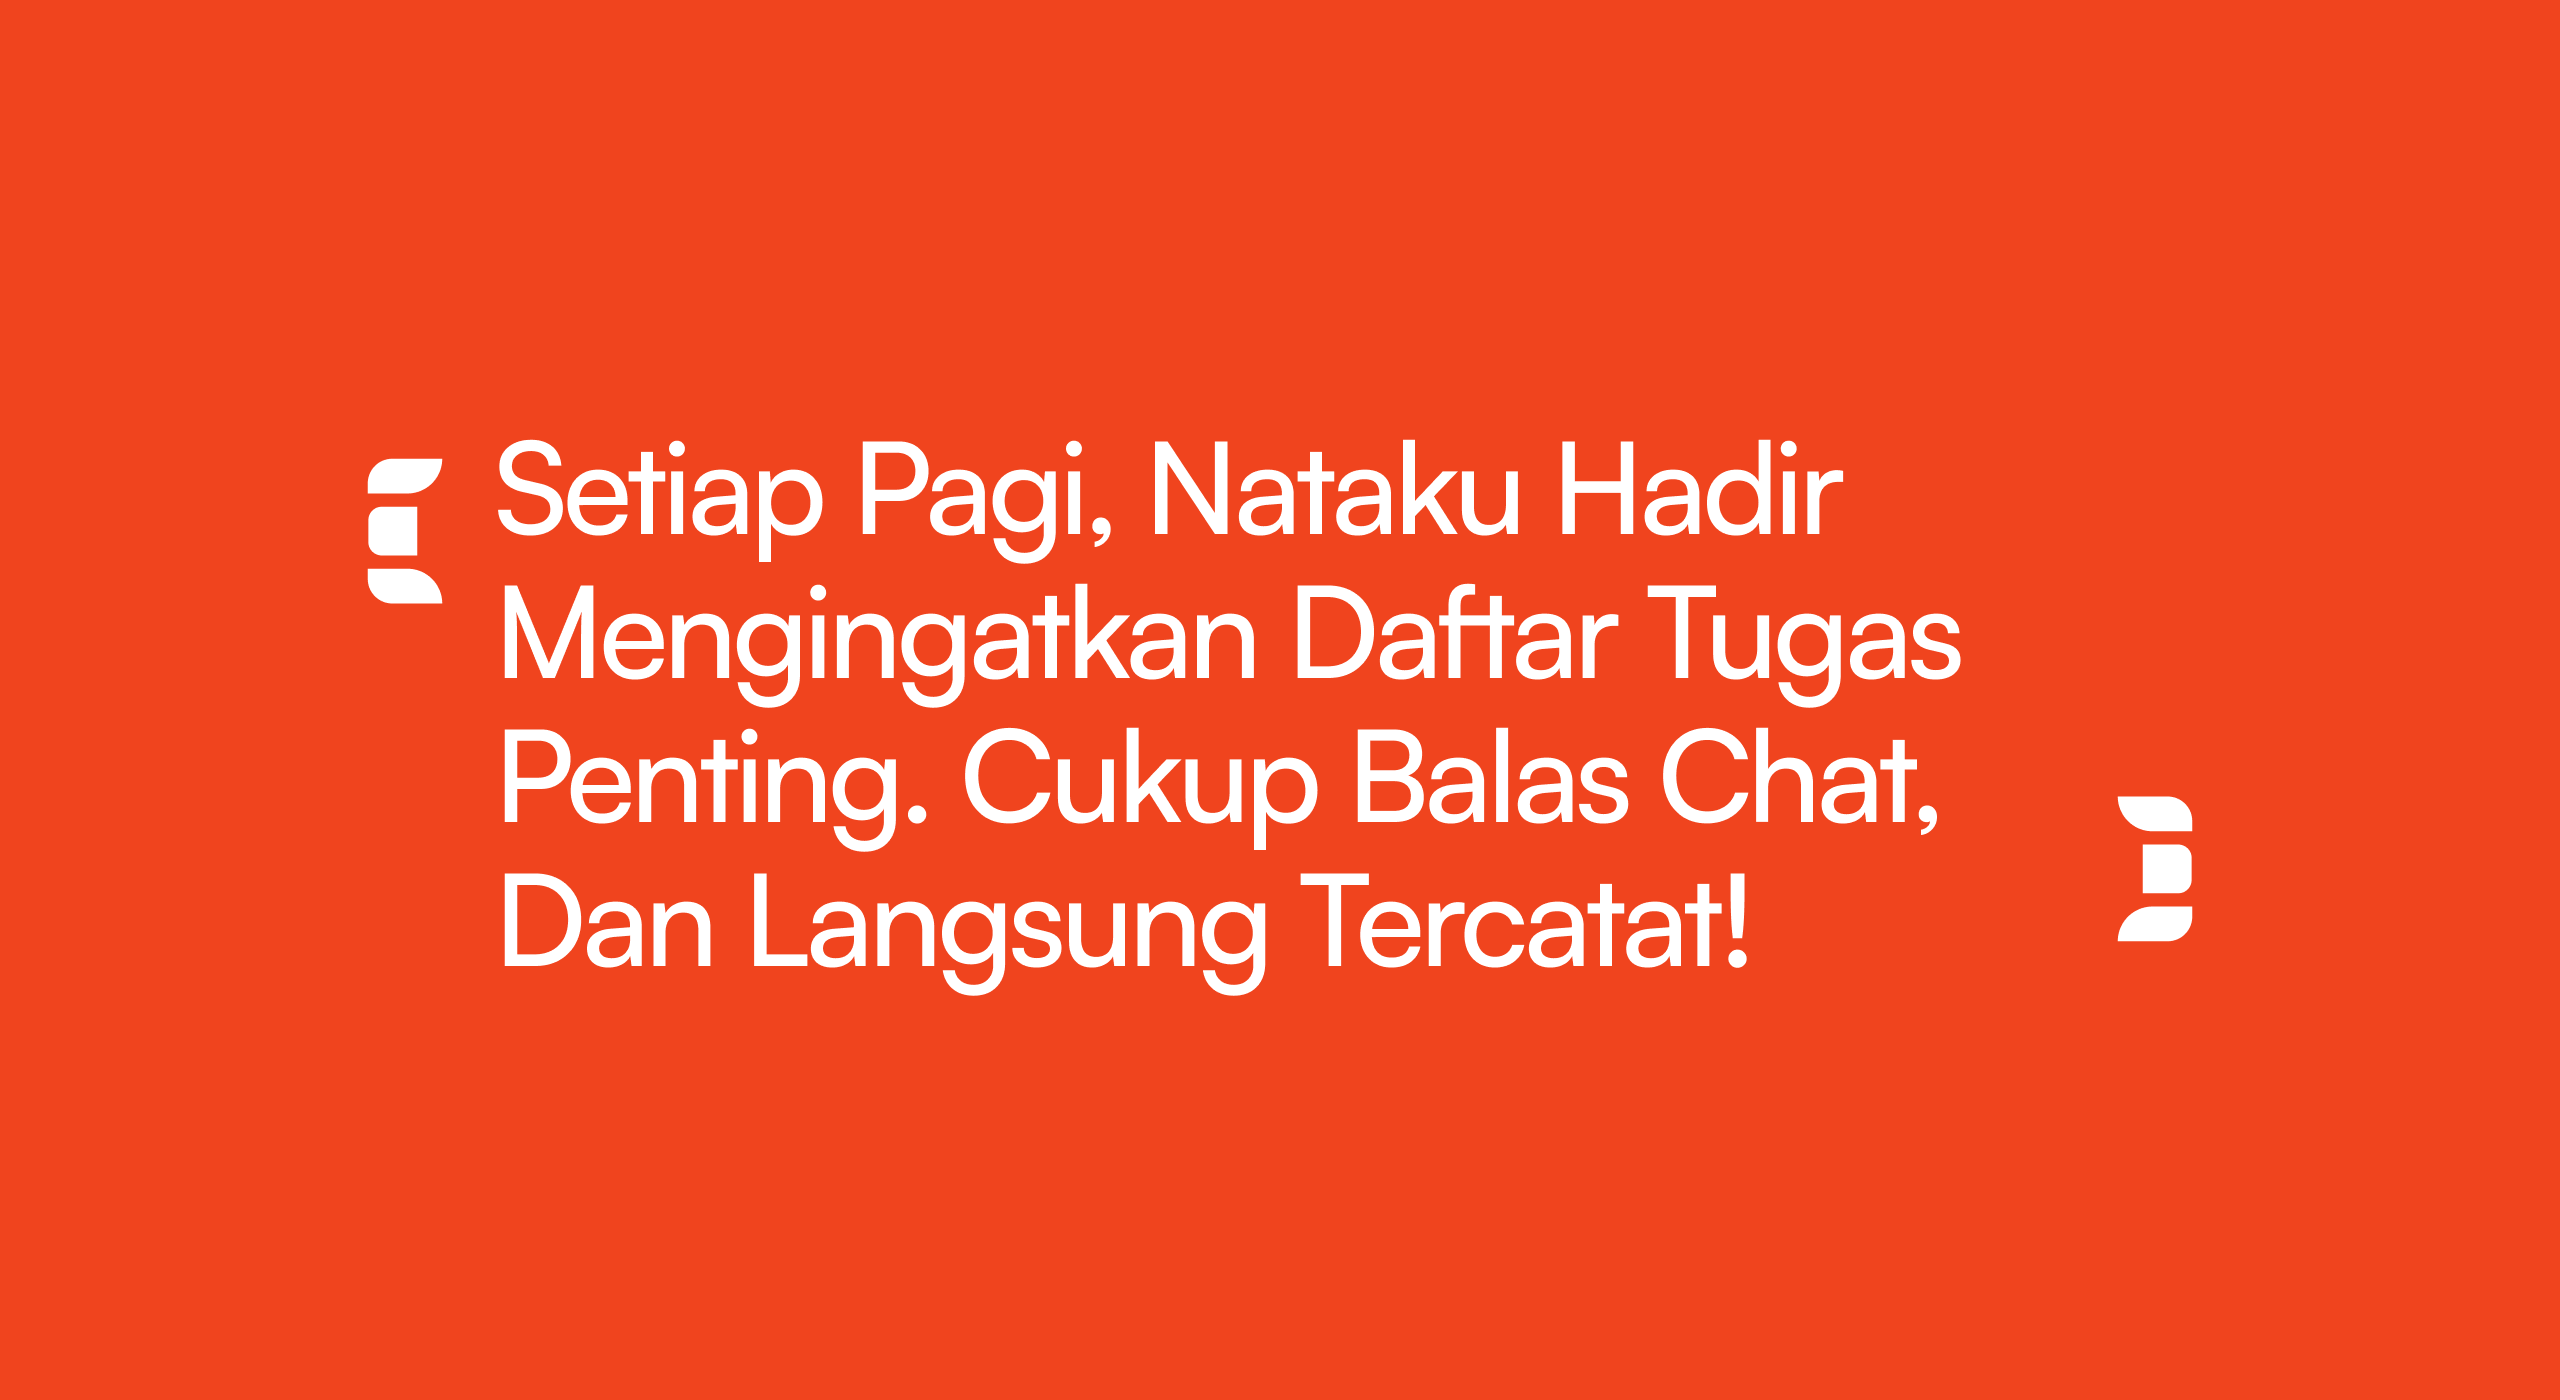 Setiap Pagi, Nataku Hadir
Mengingatkan Daftar Tugas
Penting. Cukup Balas Chat,
Dan Langsung Tercatat!